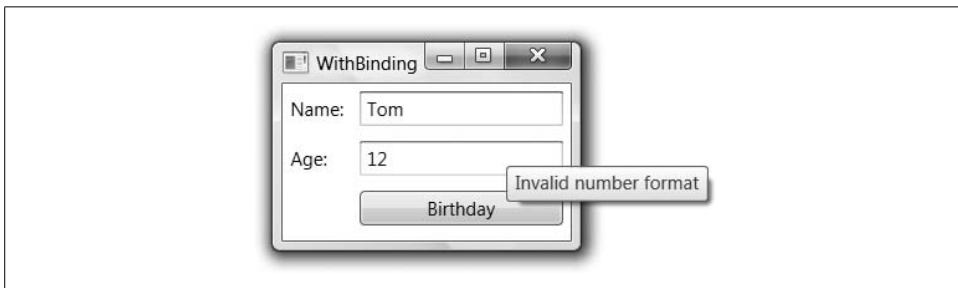 WithBinding
Name: Tom
Age: 12
Invalid number format
Birthday